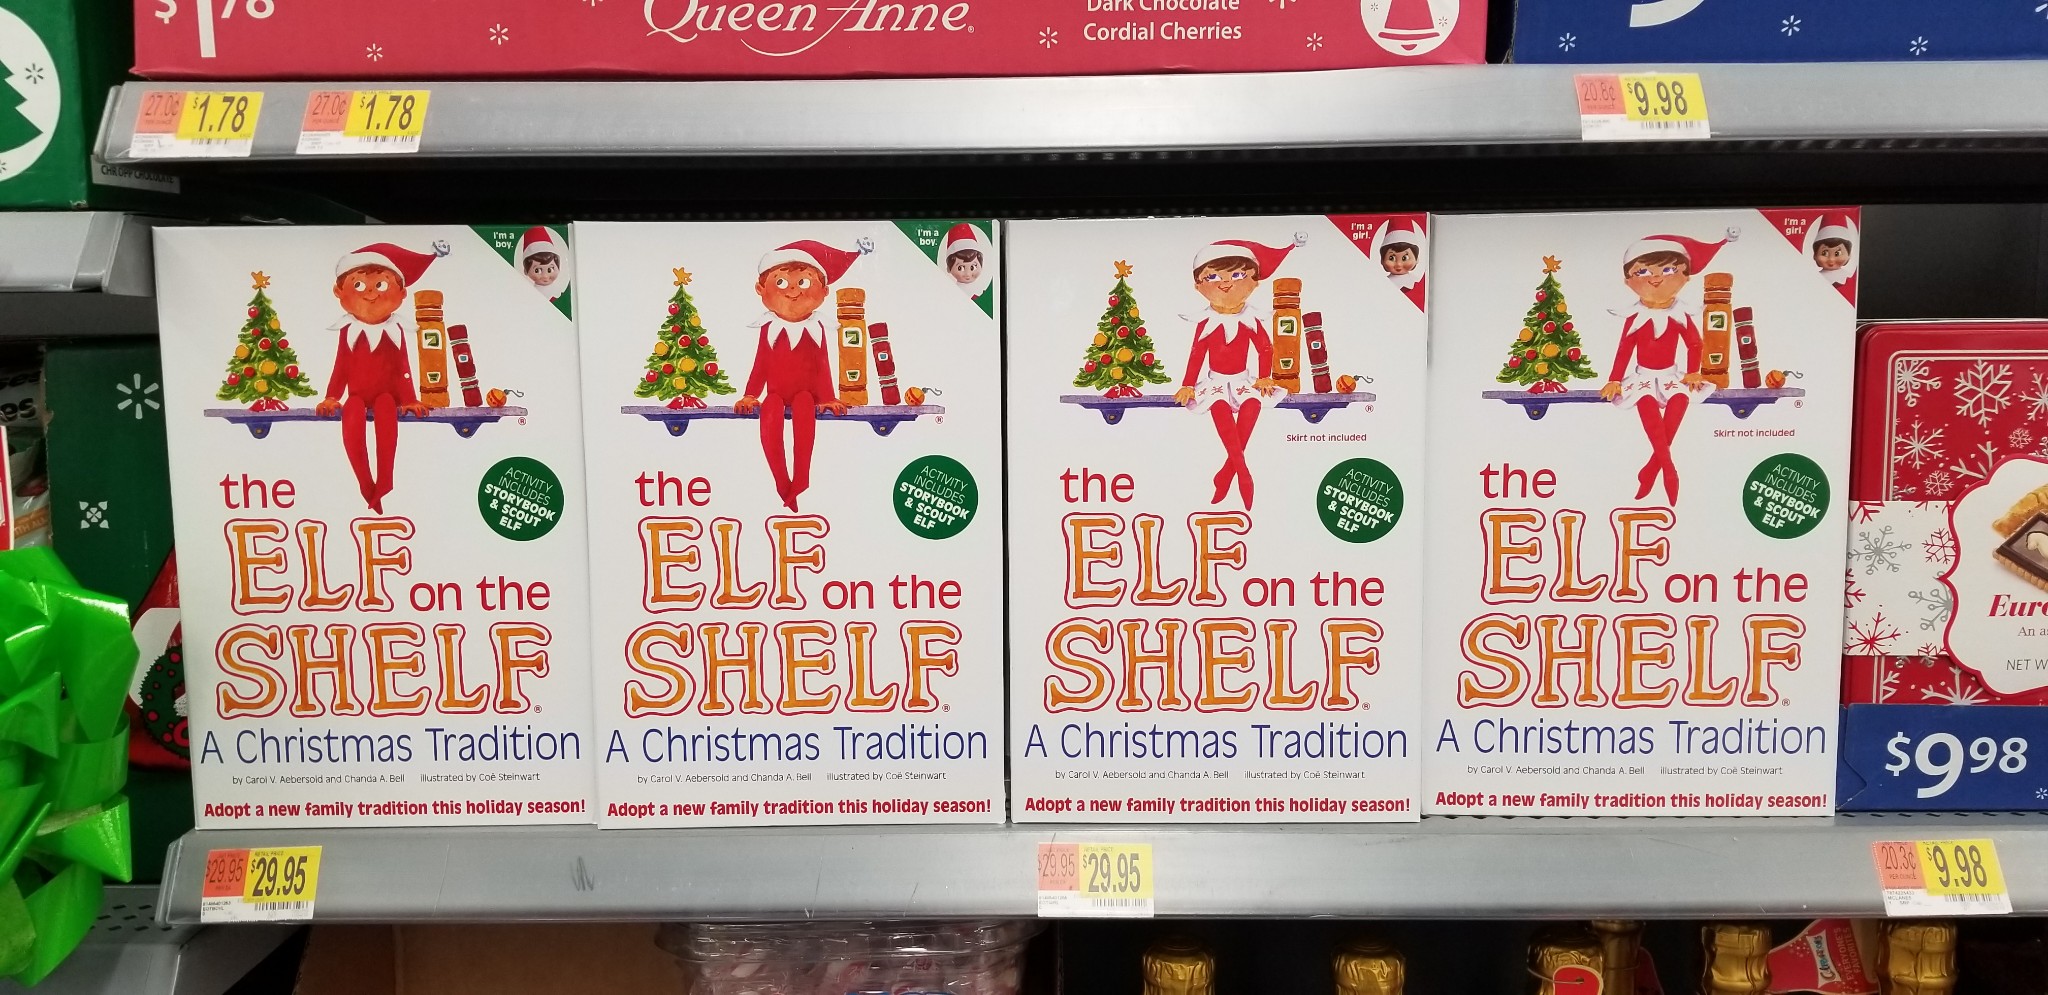 $178
Queen Anne®
Dark Chocolate
Cordial Cherries
27.0¢ $1.78
27.0¢ $1.78
20.8¢ $9.98
I'm a
boy.
the
ELF on the
SHELF®
A Christmas Tradition
by Carol V. Aebersold and Chanda A. Bell illustrated by Coë Steinwart
Adopt a new family tradition this holiday season!
ACTIVITY
INCLUDES
STORYBOOK
& SCOUT
ELF
I'm a
boy.
the
ELF on the
SHELF®
A Christmas Tradition
by Carol V. Aebersold and Chanda A. Bell illustrated by Coë Steinwart
Adopt a new family tradition this holiday season!
ACTIVITY
INCLUDES
STORYBOOK
& SCOUT
ELF
I'm a
girl.
Skirt not included
the
ELF on the
SHELF®
A Christmas Tradition
by Carol V. Aebersold and Chanda A. Bell illustrated by Coë Steinwart
Adopt a new family tradition this holiday season!
ACTIVITY
INCLUDES
STORYBOOK
& SCOUT
ELF
I'm a
girl.
Skirt not included
the
ELF on the
SHELF®
A Christmas Tradition
by Carol V. Aebersold and Chanda A. Bell illustrated by Coë Steinwart
Adopt a new family tradition this holiday season!
ACTIVITY
INCLUDES
STORYBOOK
& SCOUT
ELF
NET W
$998
$29.95 $29.95
$29.95 $29.95
20.3¢ $9.98
PER OUNCE